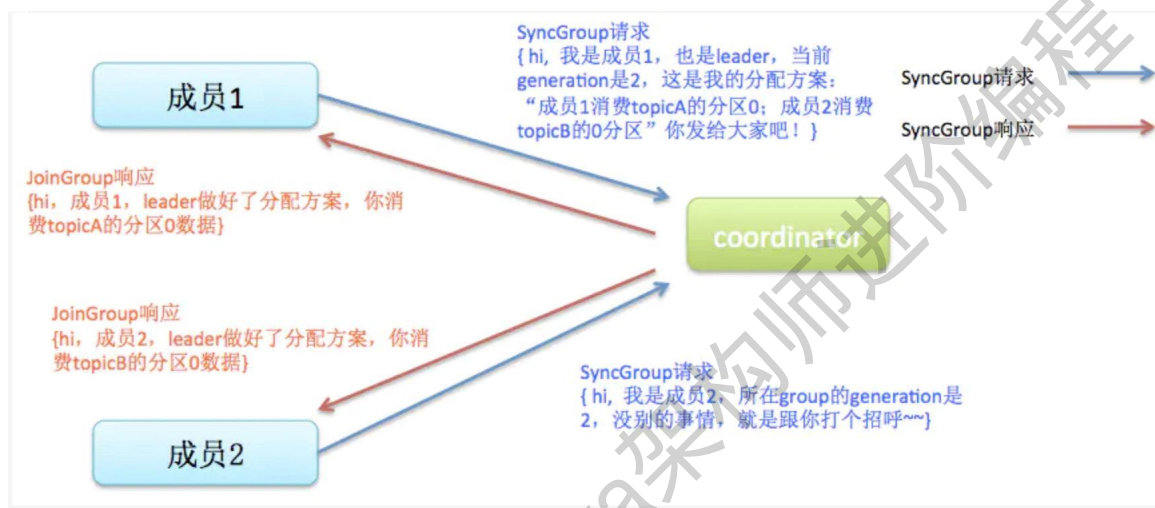 SyncGroup请求
{ hi, 我是成员1，也是leader，当前
generation是2，这是我的分配方案：
“成员1消费topicA的分区0；成员2消费
topicB的0分区”你发给大家吧！}
成员1
SyncGroup请求
SyncGroup响应
JoinGroup响应
{hi，成员1，leader做好了分配方案，你消
费topicA的分区0数据}
coordinator
JoinGroup响应
{hi，成员2，leader做好了分配方案，你消
费topicB的分区0数据}
SyncGroup请求
{ hi, 我是成员2，所在group的generation是
2，没别的事情，就是跟你打个招呼~~}
成员2
a架构师进阶编程